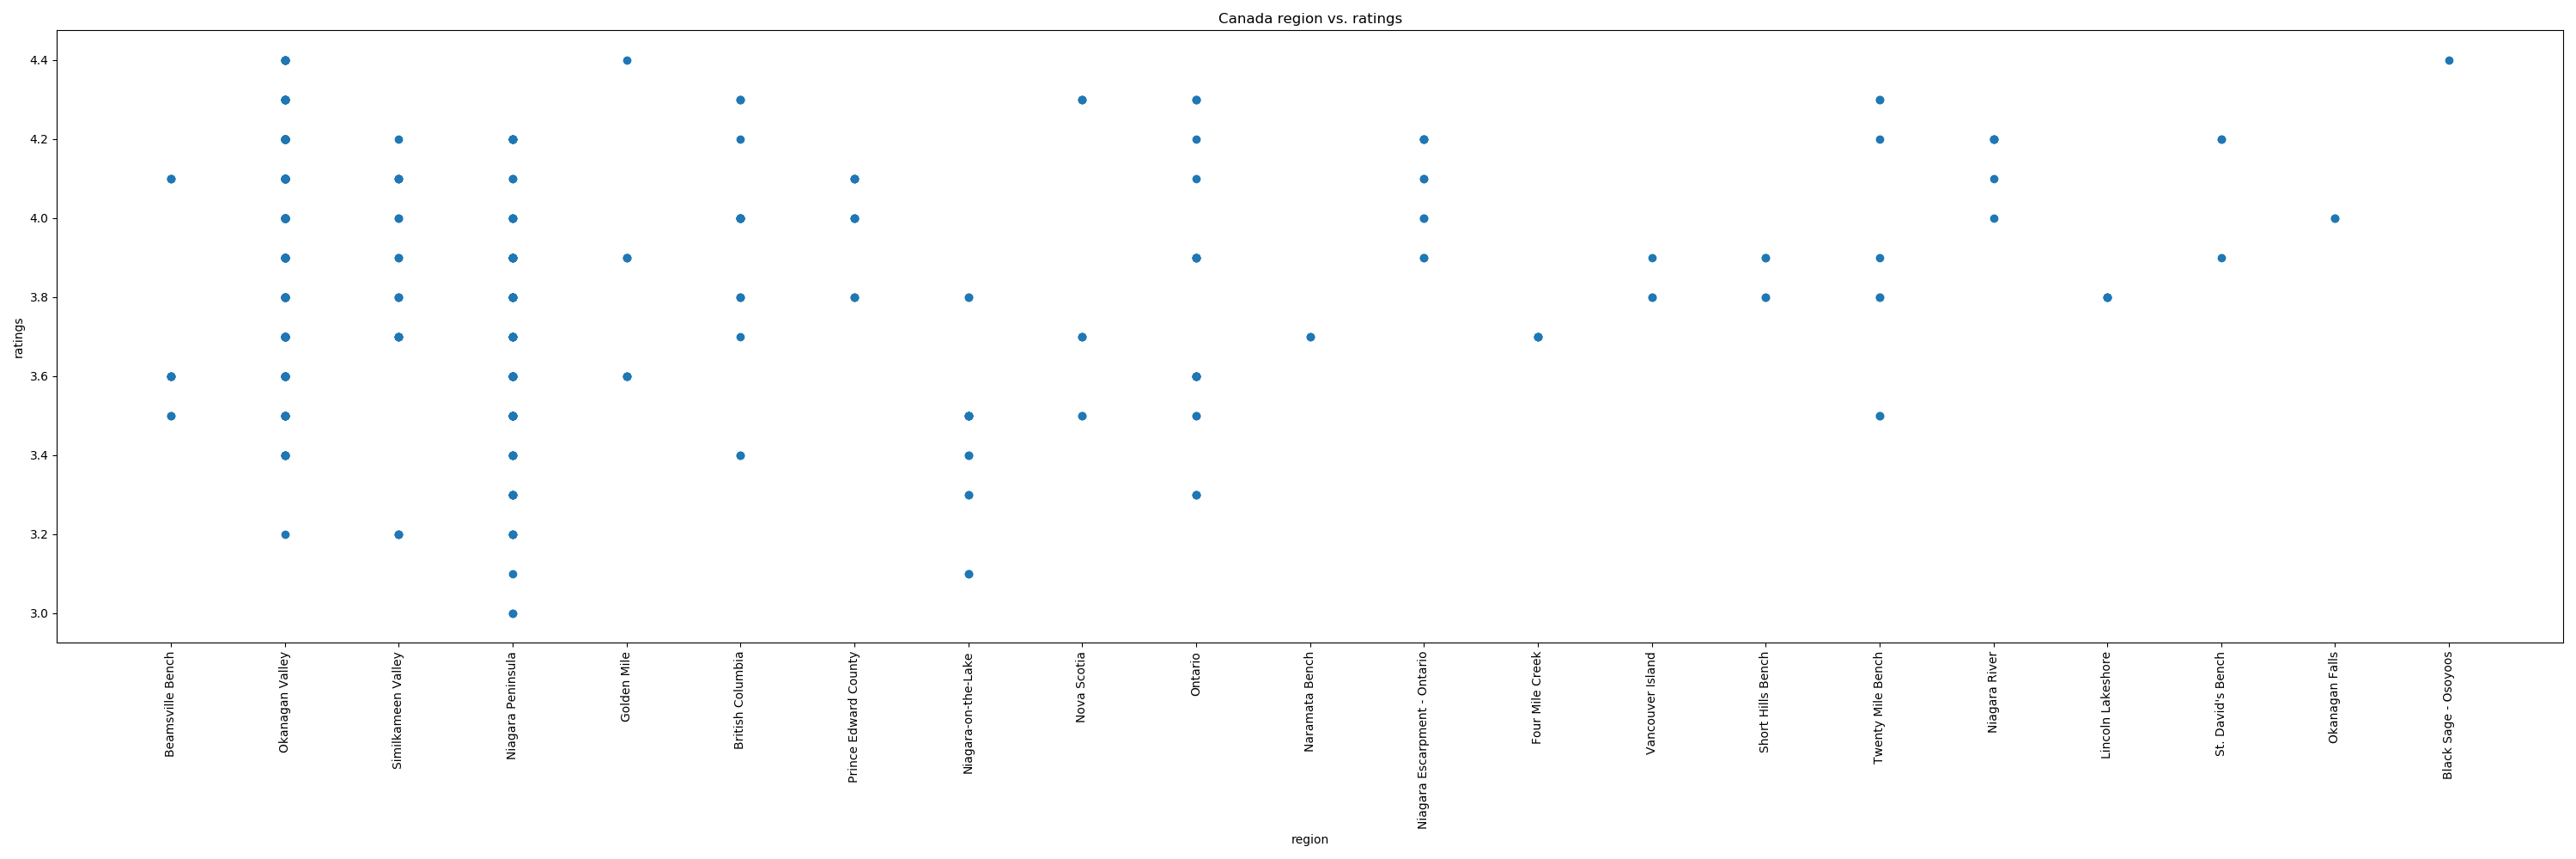 Canada region vs. ratings
ratings
4.4
4.2
4.0
3.8
3.6
3.4
3.2
3.0
Beamsville Bench
Okanagan Valley
Similkameen Valley
Niagara Peninsula
Golden Mile
British Columbia
Prince Edward County
Niagara-on-the-Lake
Nova Scotia
Ontario
Naramata Bench
Niagara Escarpment - Ontario
Four Mile Creek
Vancouver Island
Short Hills Bench
Twenty Mile Bench
Niagara River
Lincoln Lakeshore
St. David's Bench
Okanagan Falls
Black Sage - Osoyoos
region